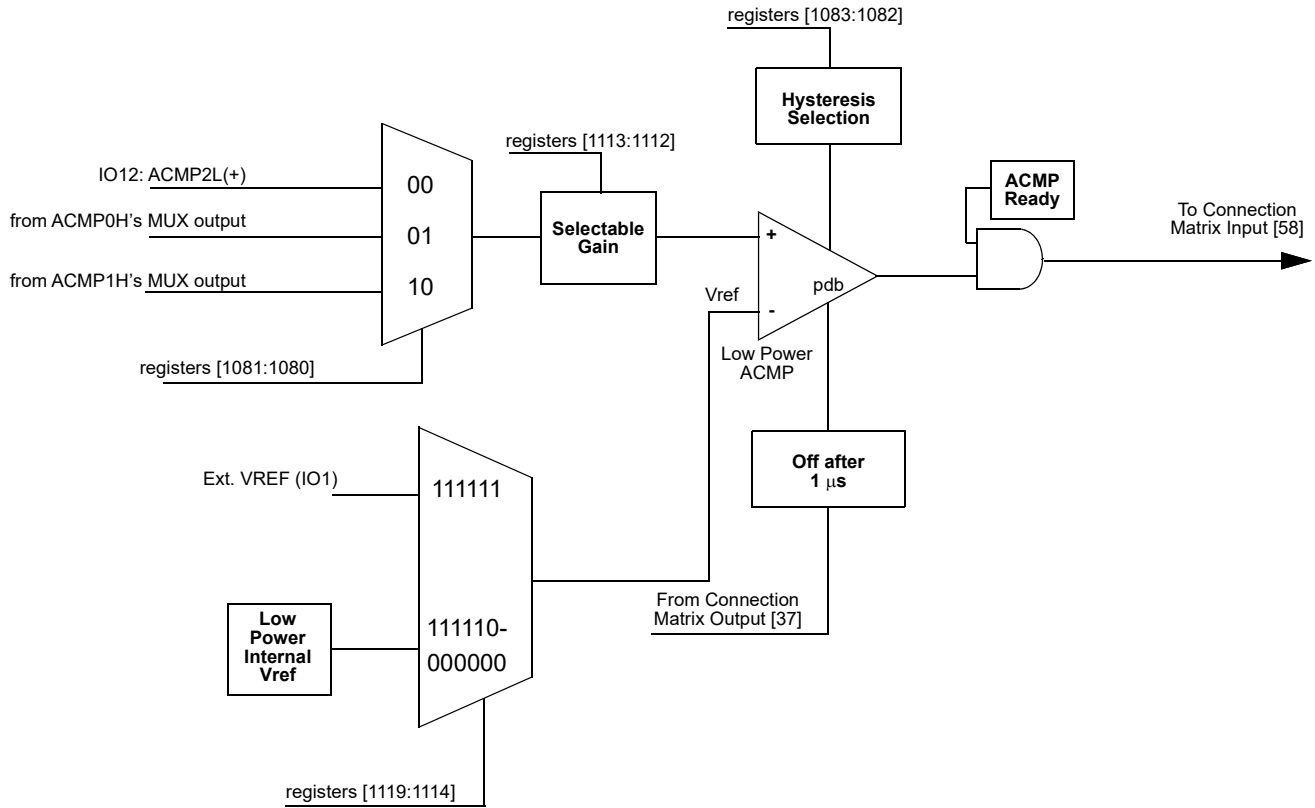 registers [1083:1082]
Hysteresis
Selection
registers [1113:1112]
IO12: ACMP2L(+)
from ACMP0H's MUX output
from ACMP1H's MUX output
00
01
10
Selectable
Gain
registers [1081:1080]
+
-
pdb
Vref
Low Power
ACMP
ACMP
Ready
To Connection
Matrix Input [58]
Off after
1 μs
From Connection
Matrix Output [37]
Ext. VREF (IO1)
111111
111110-
000000
Low
Power
Internal
Vref
registers [1119:1114]